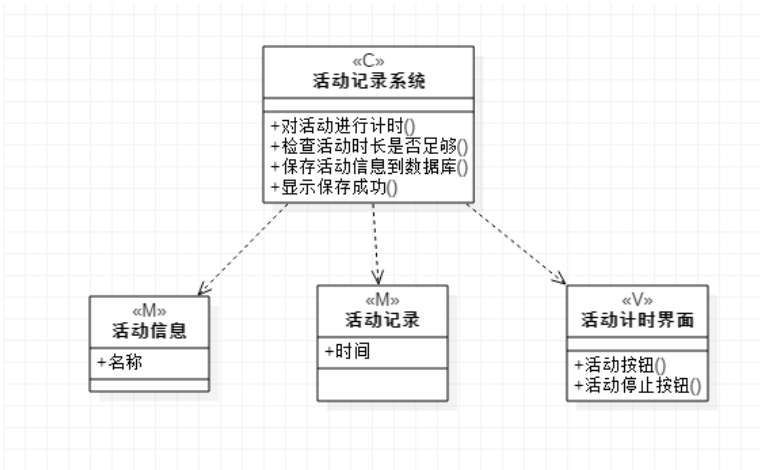 «C»
活动记录系统
+对活动进行计时()
+检查活动时长是否足够()
+保存活动信息到数据库()
+显示保存成功()
«M»
活动信息
+名称
«M»
活动记录
+时间
«V»
活动计时界面
+活动按钮()
+活动停止按钮()